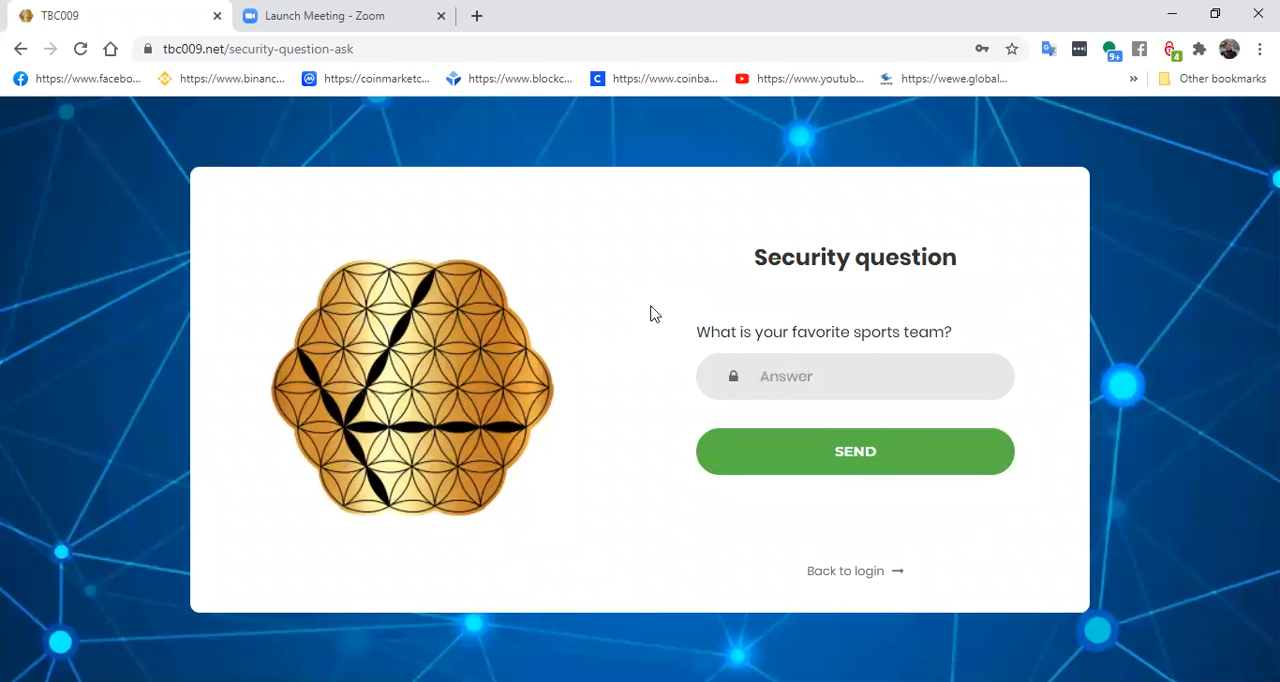 TBC009
Launch Meeting - Zoom
tbc009.net/security-question-ask
9+
4
https://www.facebo...
https://www.binanc...
https://coinmarketc...
https://www.blockc...
https://www.coinba...
https://www.youtub...
https://wewe.global...
»
Other bookmarks
Security question
What is your favorite sports team?
Answer
SEND
Back to login →